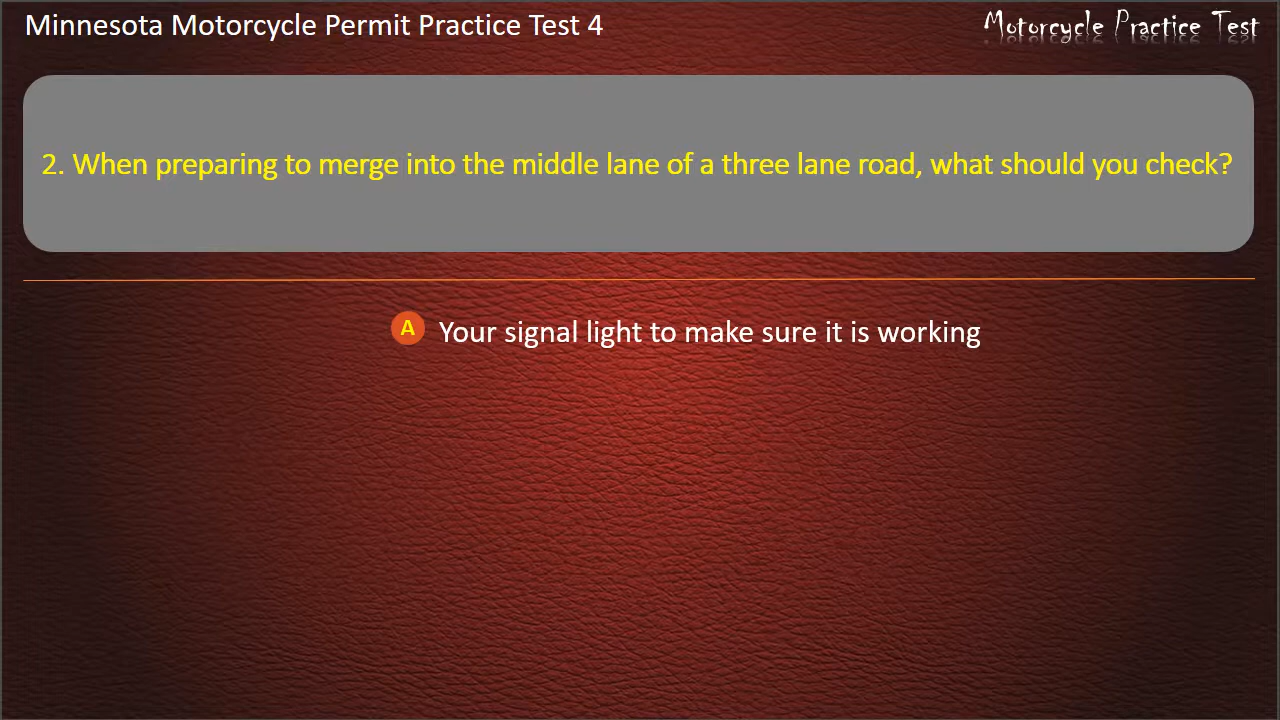 Minnesota Motorcycle Permit Practice Test 4
Motorcycle Practice Test
2. When preparing to merge into the middle lane of a three lane road, what should you check?
A Your signal light to make sure it is working